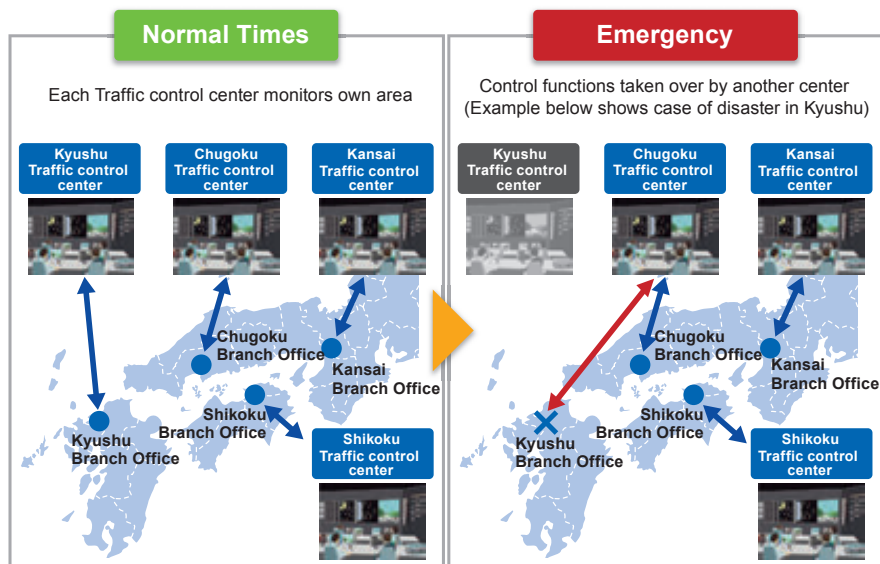 Normal Times
Each Traffic control center monitors own area
Kyushu
Traffic control
center
Chugoku
Traffic control
center
Kansai
Traffic control
center
Chugoku
Branch Office
Kansai
Branch Office
Shikoku
Branch Office
Kyushu
Branch Office
Shikoku
Traffic control
center
Emergency
Control functions taken over by another center
(Example below shows case of disaster in Kyushu)
Kyushu
Traffic control
center
Chugoku
Traffic control
center
Kansai
Traffic control
center
Chugoku
Branch Office
Kansai
Branch Office
Shikoku
Branch Office
Kyushu
Branch Office
Shikoku
Traffic control
center